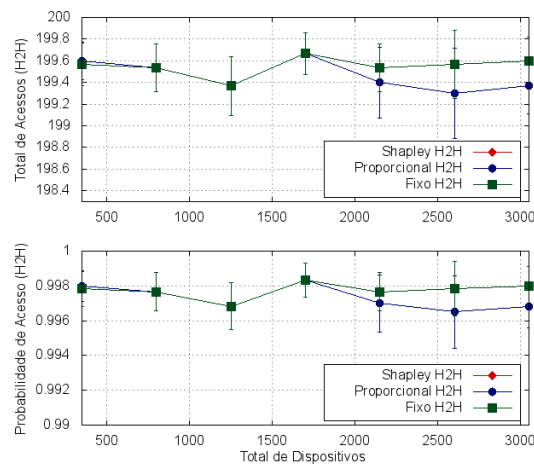 200
199.8
199.6
199.4
199.2
199
198.8
198.6
198.4
Total de Acessos (H2H)
Shapley H2H
Proporcional H2H
Fixo H2H
500 1000 1500 2000 2500 3000
1
0.998
0.996
0.994
0.992
0.99
Probabilidade de Acesso (H2H)
Shapley H2H
Proporcional H2H
Fixo H2H
500 1000 1500 2000 2500 3000
Total de Dispositivos